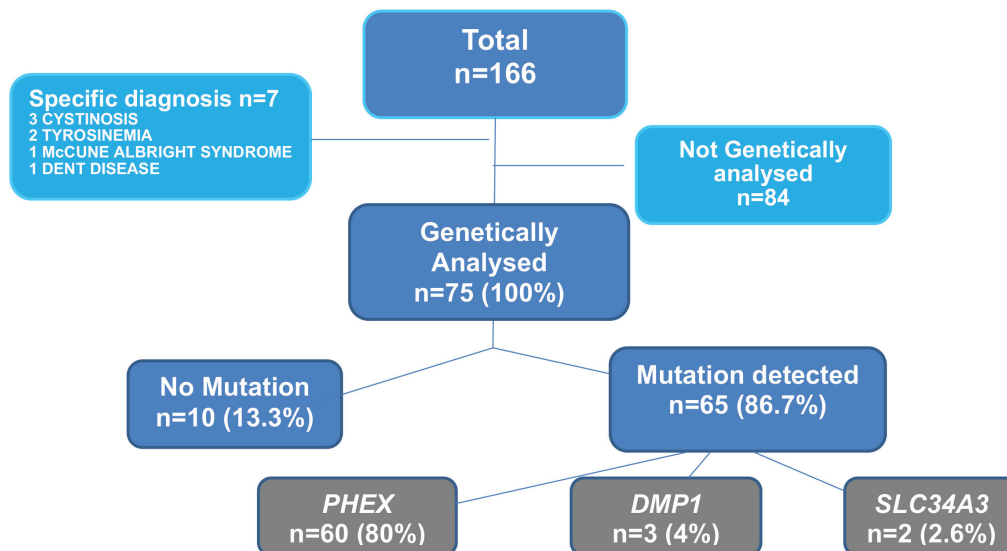 Total
n=166
Specific diagnosis n=7
3 CYSTINOSIS
2 TYROSINEMIA
1 McCUNE ALBRIGHT SYNDROME
1 DENT DISEASE
Not Genetically
analysed
n=84
Genetically
Analysed
n=75 (100%)
No Mutation
n=10 (13.3%)
Mutation detected
n=65 (86.7%)
PHEX
n=60 (80%)
DMP1
n=3 (4%)
SLC34A3
n=2 (2.6%)